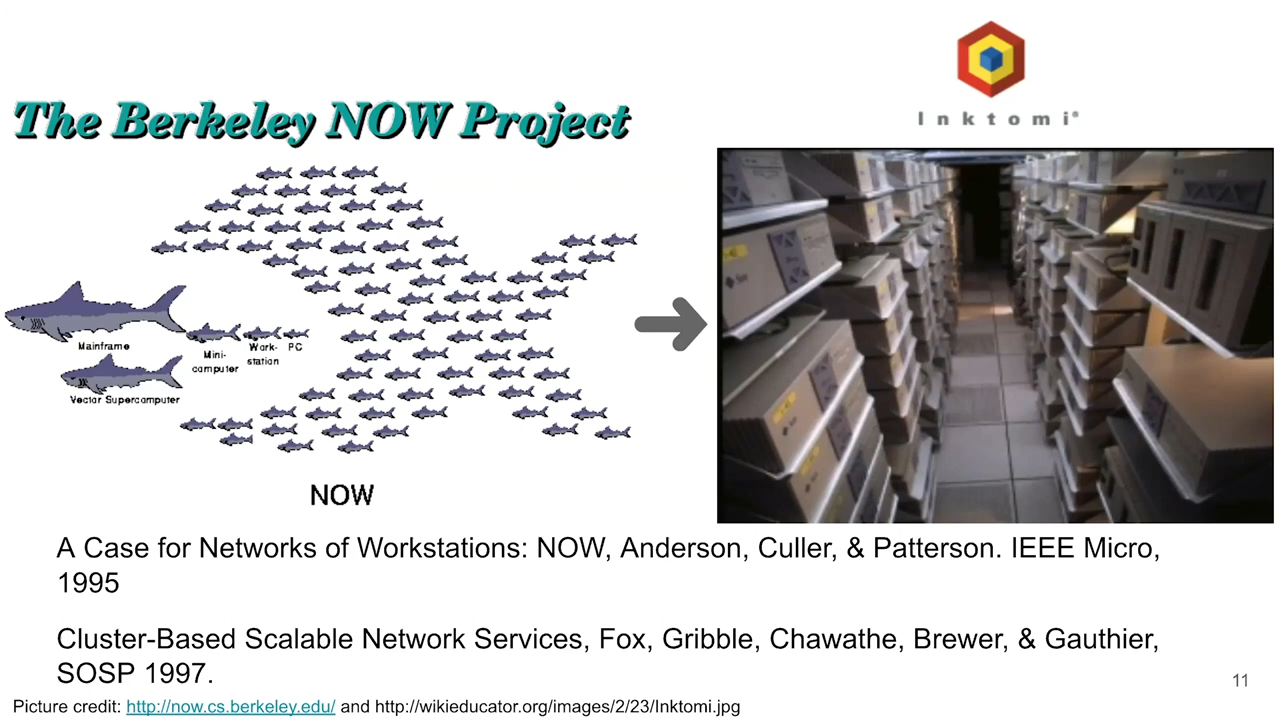 Inktomi®
The Berkeley NOW Project
Mainframe
Mini-
computer
Work-
station
PC
Vector Supercomputer
NOW
A Case for Networks of Workstations: NOW, Anderson, Culler, & Patterson. IEEE Micro,
1995
Cluster-Based Scalable Network Services, Fox, Gribble, Chawathe, Brewer, & Gauthier,
SOSP 1997.
11
Picture credit: http://now.cs.berkeley.edu/ and http://wikieducator.org/images/2/23/Inktomi.jpg